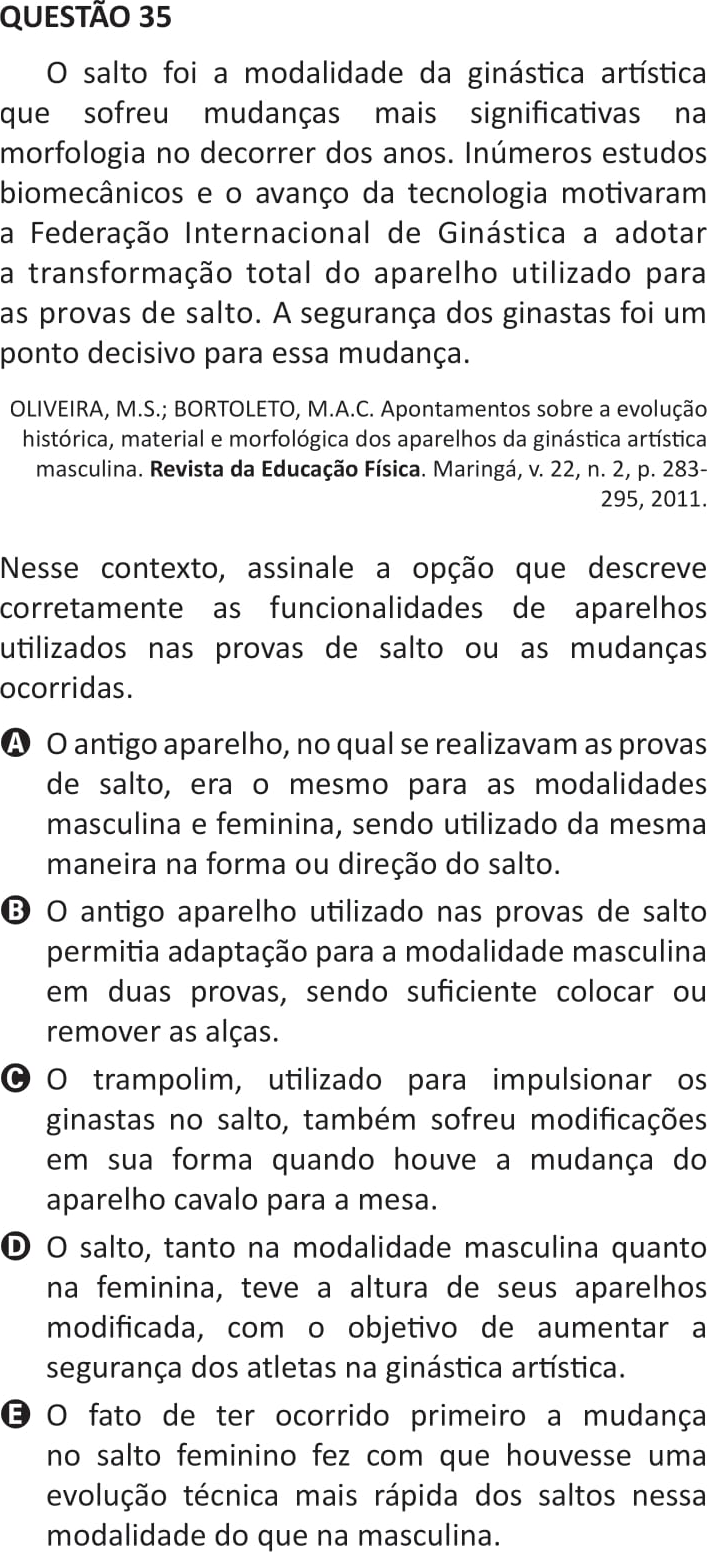 QUESTÃO 35
O salto foi a modalidade da ginástica artística
que sofreu mudanças mais significativas na
morfologia no decorrer dos anos. Inúmeros estudos
biomecânicos e o avanço da tecnologia motivaram
a Federação Internacional de Ginástica a adotar
a transformação total do aparelho utilizado para
as provas de salto. A segurança dos ginastas foi um
ponto decisivo para essa mudança.
OLIVEIRA, M.S.; BORTOLETO, M.A.C. Apontamentos sobre a evolução
histórica, material e morfológica dos aparelhos da ginástica artística
masculina. Revista da Educação Física. Maringá, v. 22, n. 2, p. 283-
295, 2011.
Nesse contexto, assinale a opção que descreve
corretamente as funcionalidades de aparelhos
utilizados nas provas de salto ou as mudanças
ocorridas.
A O antigo aparelho, no qual se realizavam as provas
de salto, era o mesmo para as modalidades
masculina e feminina, sendo utilizado da mesma
maneira na forma ou direção do salto.
B O antigo aparelho utilizado nas provas de salto
permitia adaptação para a modalidade masculina
em duas provas, sendo suficiente colocar ou
remover as alças.
C O trampolim, utilizado para impulsionar os
ginastas no salto, também sofreu modificações
em sua forma quando houve a mudança do
aparelho cavalo para a mesa.
D O salto, tanto na modalidade masculina quanto
na feminina, teve a altura de seus aparelhos
modificada, com o objetivo de aumentar a
segurança dos atletas na ginástica artística.
E O fato de ter ocorrido primeiro a mudança
no salto feminino fez com que houvesse uma
evolução técnica mais rápida dos saltos nessa
modalidade do que na masculina.